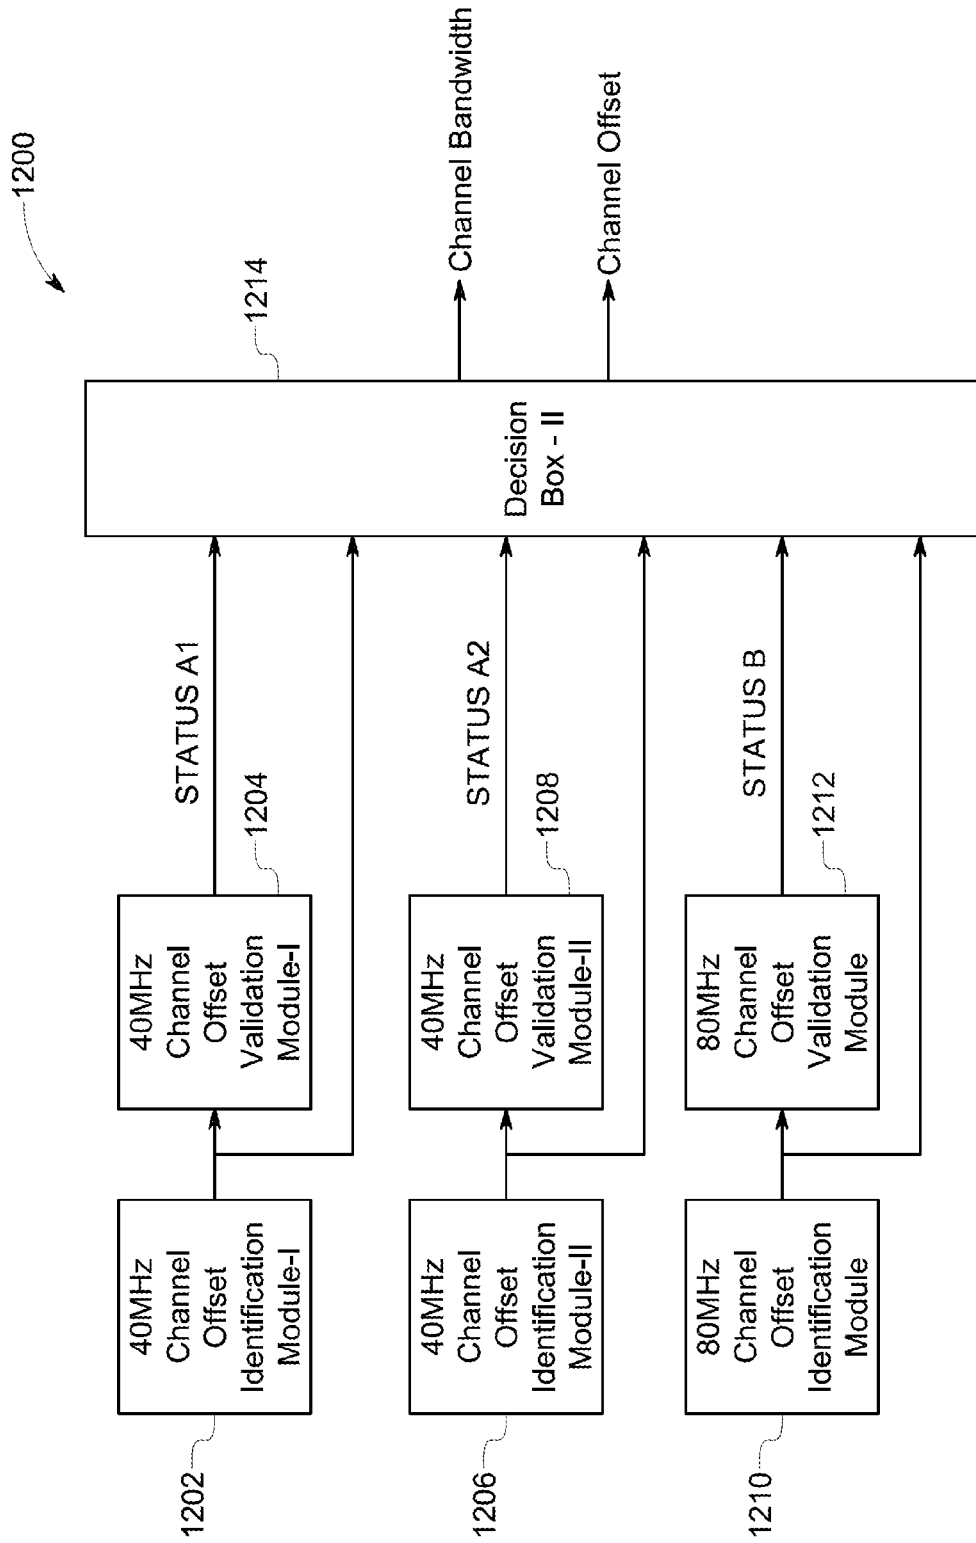 1200
1202
40MHz
Channel
Offset
Identification
Module-I
1204
40MHz
Channel
Offset
Validation
Module-I
STATUS A1
1206
40MHz
Channel
Offset
Identification
Module-II
1208
40MHz
Channel
Offset
Validation
Module-II
STATUS A2
1210
80MHz
Channel
Offset
Identification
Module
1212
80MHz
Channel
Offset
Validation
Module
STATUS B
1214
Decision
Box - II
Channel Bandwidth
Channel Offset